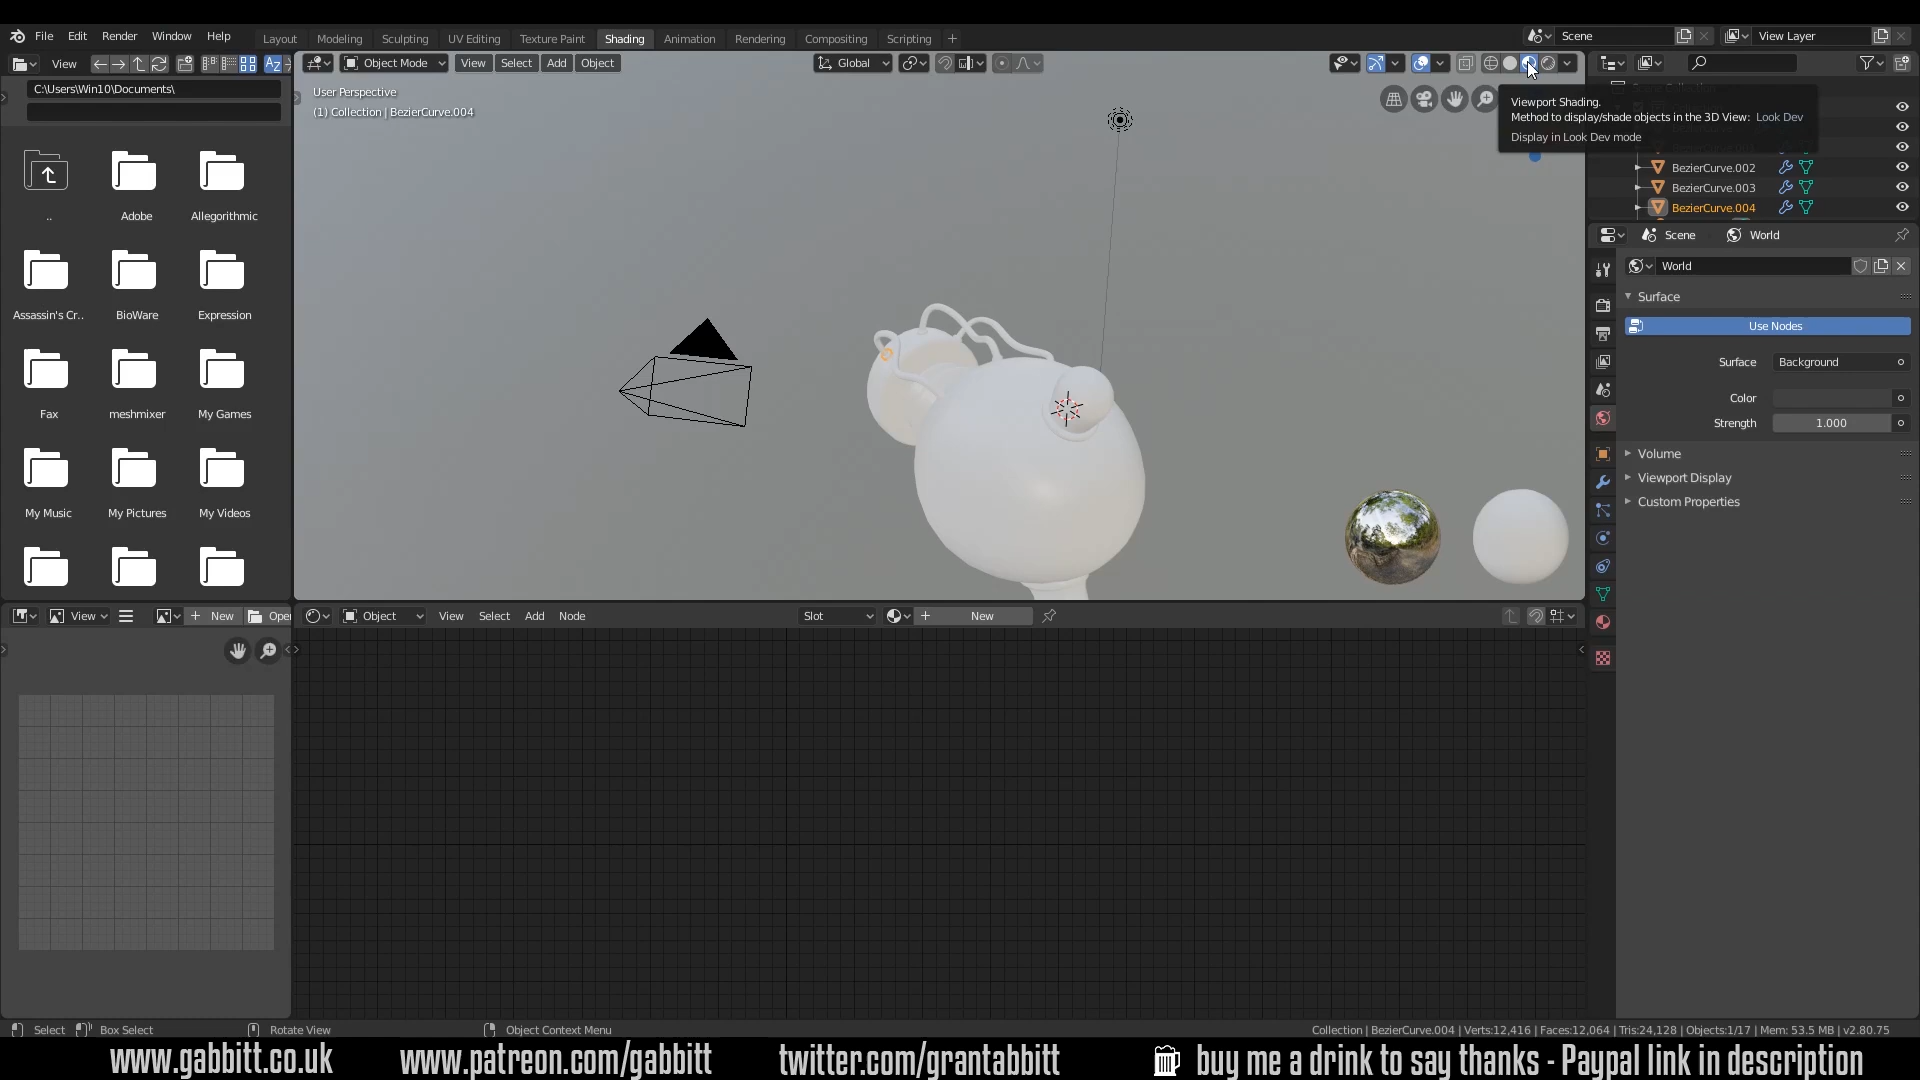 File Edit Render Window Help
Layout Modeling Sculpting UV Editing Texture Paint Shading Animation Rendering Compositing Scripting +
Scene
View Layer
View
C:\Users\Win10\Documents\
..
Adobe
Allegorithmic
Assassin's Cr..
BioWare
Expression
Fax
meshmixer
My Games
My Music
My Pictures
My Videos
Object Mode View Select Add Object
Global
User Perspective
(1) Collection | BezierCurve.004
Viewport Shading.
Method to display/shade objects in the 3D View: Look Dev
Display in Look Dev mode
BezierCurve.002
BezierCurve.003
BezierCurve.004
Scene World
World
Surface
Use Nodes
Surface Background
Color
Strength 1.000
Volume
Viewport Display
Custom Properties
View + New Open
Object View Select Add Node
Slot
+ New
Select Box Select Rotate View Object Context Menu
Collection | BezierCurve.004 | Verts:12,416 | Faces:12,064 | Tris:24,128 | Objects:1/17 | Mem: 53.5 MB | v2.80.75
www.gabbitt.co.uk www.patreon.com/gabbitt twitter.com/grantabbitt buy me a drink to say thanks - Paypal link in description